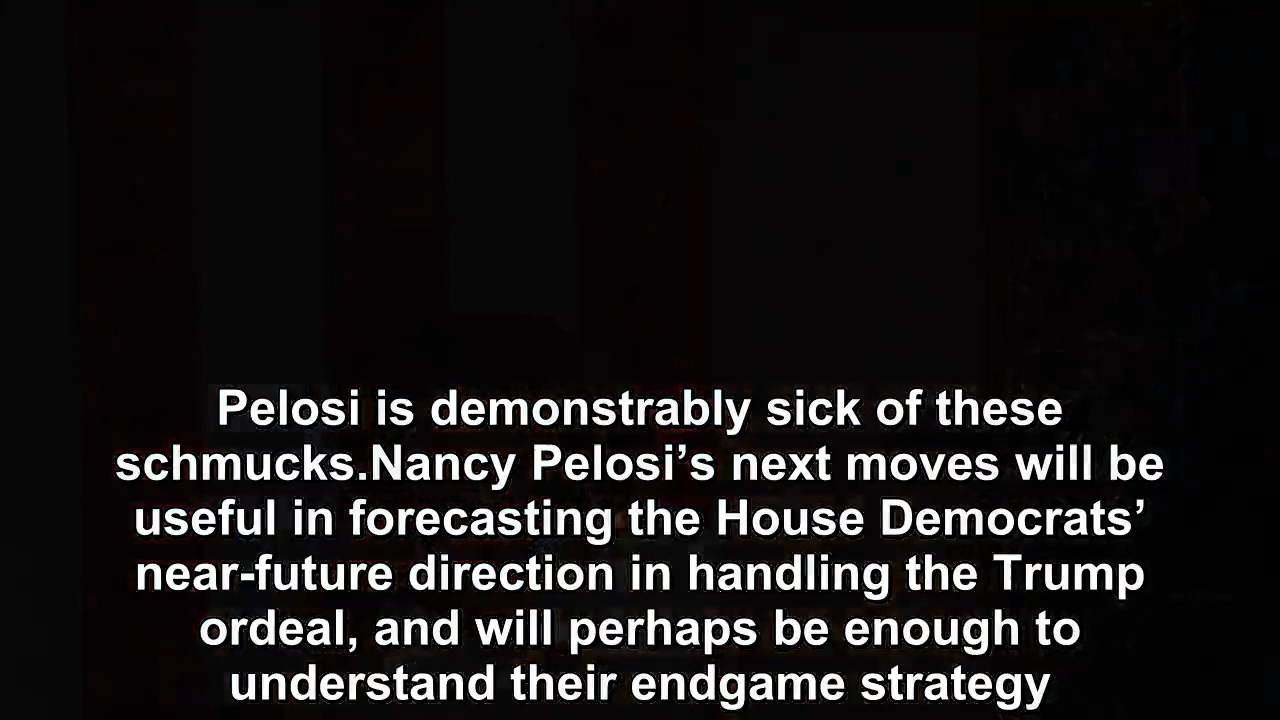 Pelosi is demonstrably sick of these
schmucks.Nancy Pelosi’s next moves will be
useful in forecasting the House Democrats’
near-future direction in handling the Trump
ordeal, and will perhaps be enough to
understand their endgame strategy